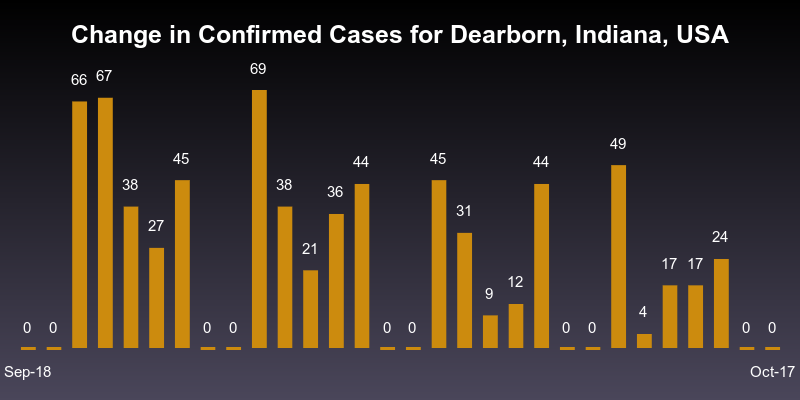 Change in Confirmed Cases for Dearborn, Indiana, USA
0 0 66 67 38 27 45 0 0 69 38 21 36 44 0 0 45 31 9 12 44 0 0 49 4 17 17 24 0 0
Sep-18 Oct-17